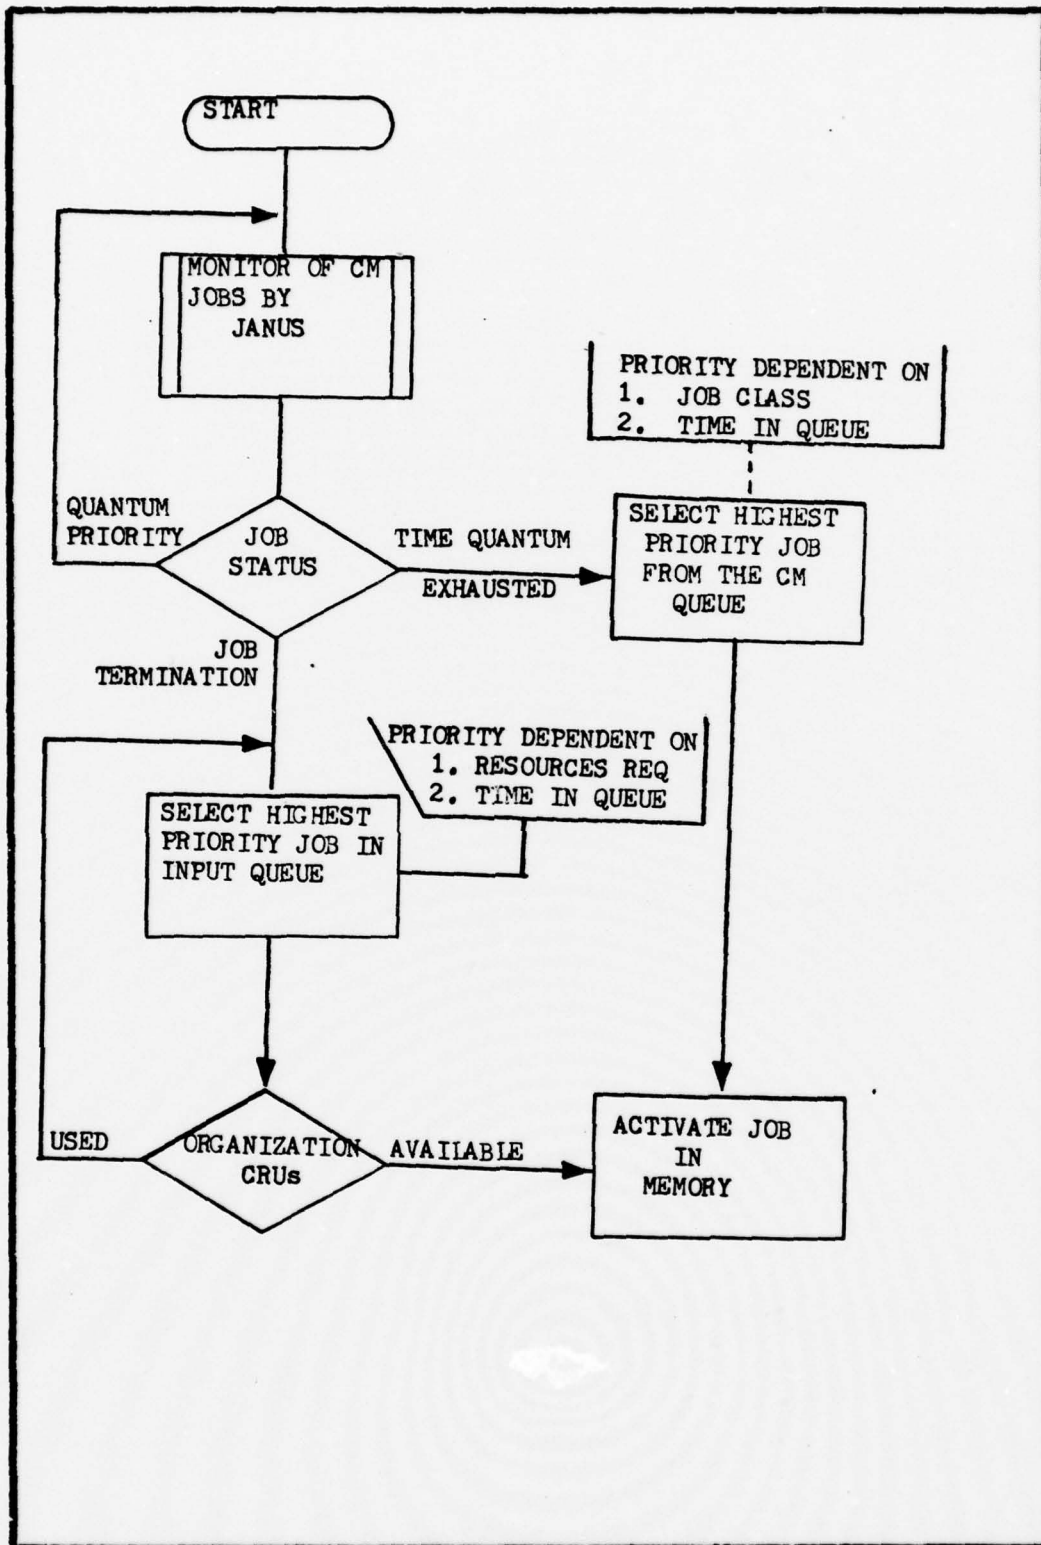 START
MONITOR OF CM
JOBS BY
JANUS
PRIORITY DEPENDENT ON
1. JOB CLASS
2. TIME IN QUEUE
QUANTUM
PRIORITY
JOB
STATUS
TIME QUANTUM
EXHAUSTED
SELECT HIGHEST
PRIORITY JOB
FROM THE CM
QUEUE
JOB
TERMINATION
PRIORITY DEPENDENT ON
1. RESOURCES REQ
2. TIME IN QUEUE
SELECT HIGHEST
PRIORITY JOB IN
INPUT QUEUE
USED
ORGANIZATION
CRUs
AVAILABLE
ACTIVATE JOB
IN
MEMORY